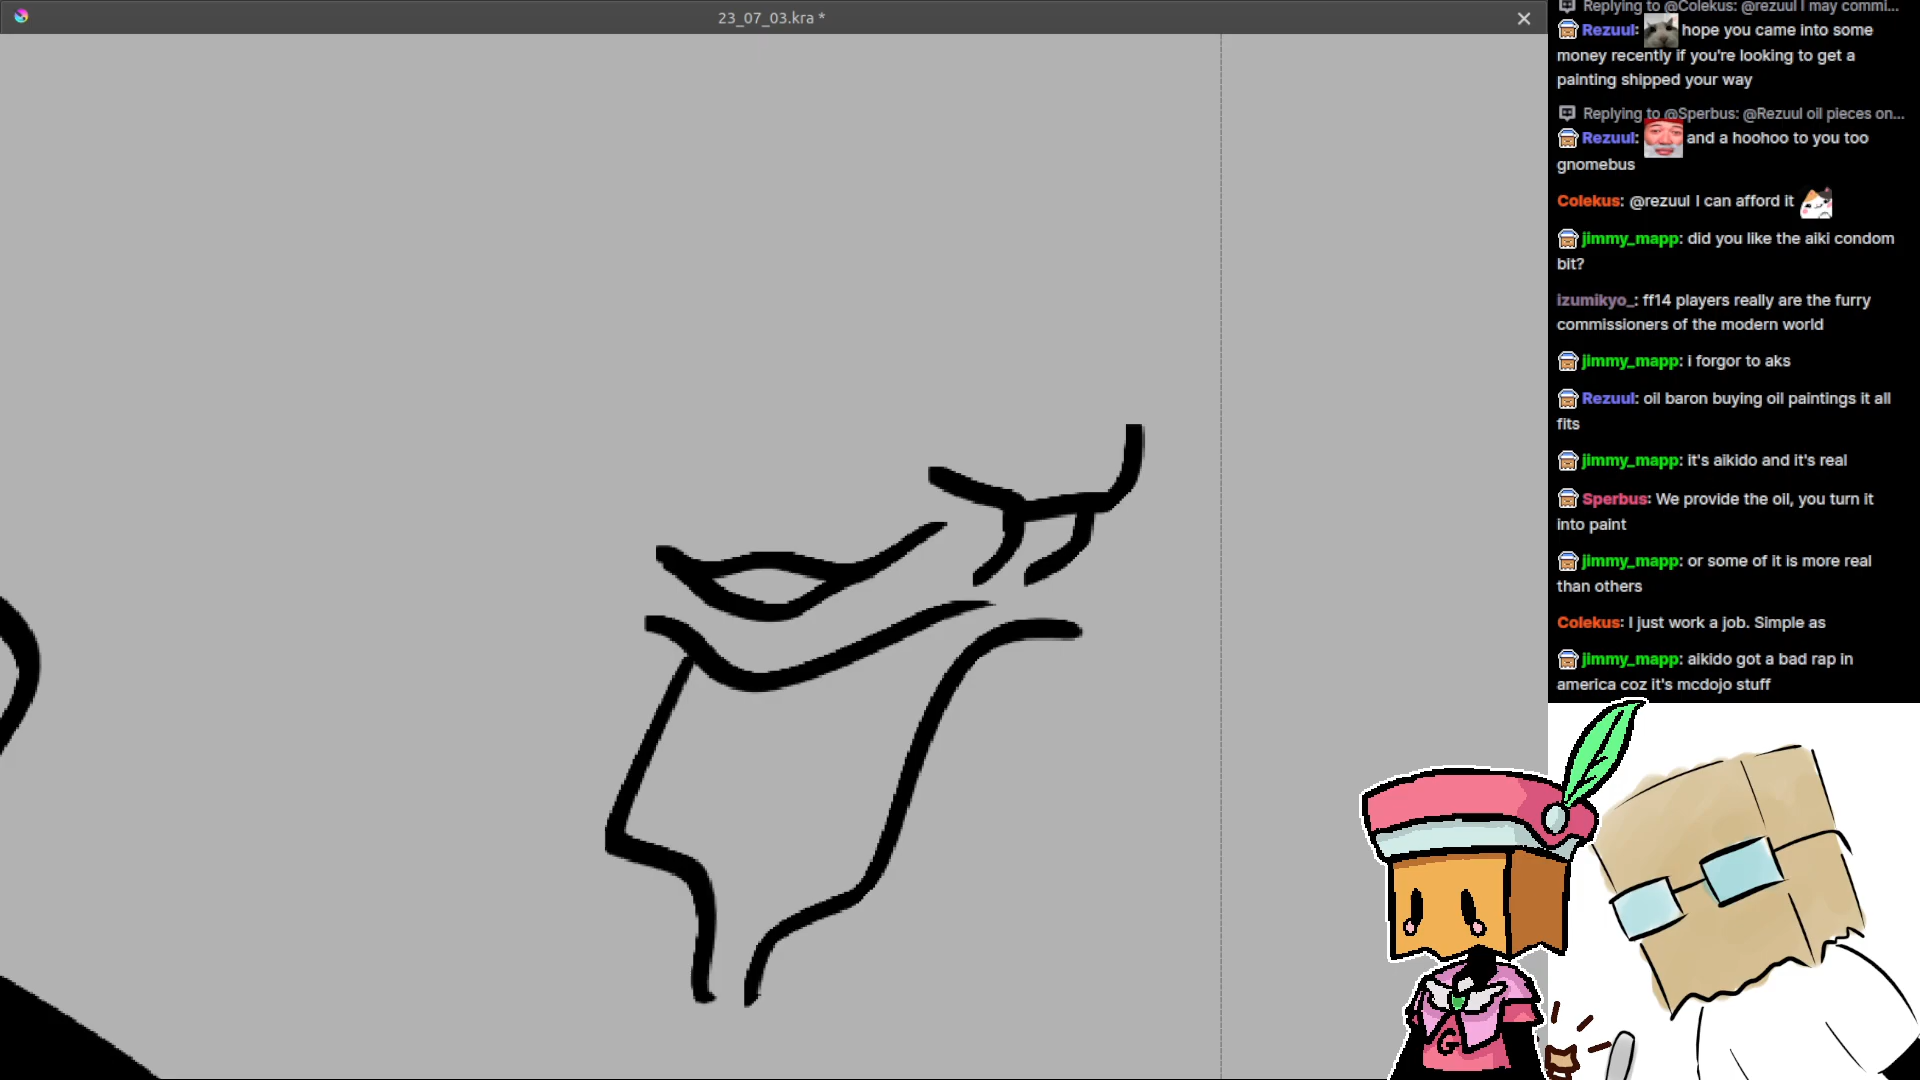 23_07_03.kra *
Replying to @Colekus: @rezuul I may commi...
Rezuul: hope you came into some
money recently if you're looking to get a
painting shipped your way
Replying to @Sperbus: @Rezuul oil pieces on...
Rezuul: and a hoohoo to you too
gnomebus
Colekus: @rezuul I can afford it
jimmy_mapp: did you like the aiki condom
bit?
izumikyo_: ff14 players really are the furry
commissioners of the modern world
jimmy_mapp: i forgor to aks
Rezuul: oil baron buying oil paintings it all
fits
jimmy_mapp: it's aikido and it's real
Sperbus: We provide the oil, you turn it
into paint
jimmy_mapp: or some of it is more real
than others
Colekus: I just work a job. Simple as
jimmy_mapp: aikido got a bad rap in
america coz it's mcdojo stuff
G